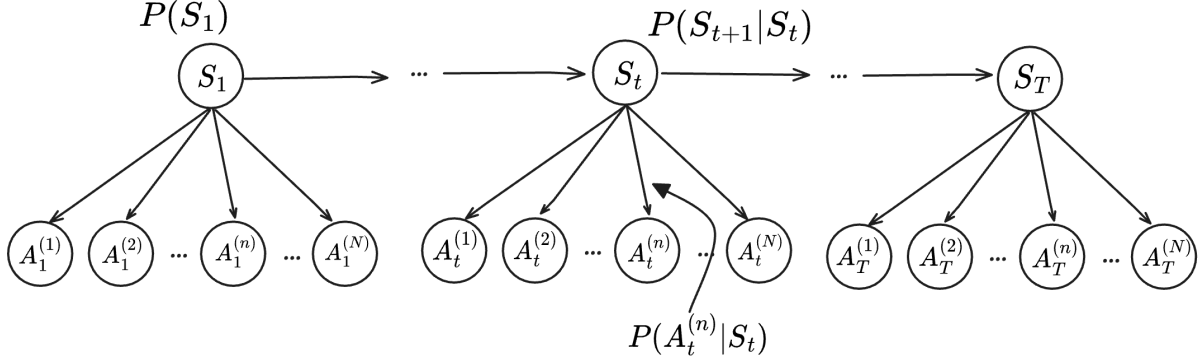 P(S_1) P(S_{t+1}|S_t)
S_1 ... S_t ... S_T
A_1^{(1)} A_1^{(2)} ... A_1^{(n)} ... A_1^{(N)} A_t^{(1)} A_t^{(2)} ... A_t^{(n)} ... A_t^{(N)} A_T^{(1)} A_T^{(2)} ... A_T^{(n)} ... A_T^{(N)}
P(A_t^{(n)}|S_t)